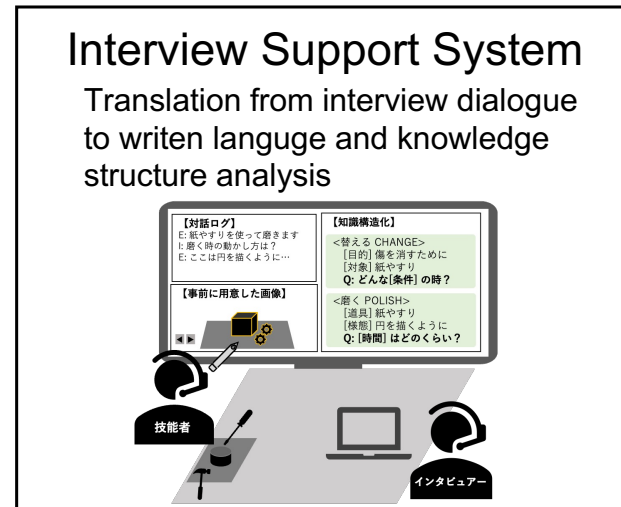 Interview Support System
Translation from interview dialogue
to writen languge and knowledge
structure analysis
【対話ログ】
E: 紙やすりを使って磨きます
I: 磨く時の動かし方は？
E: ここは円を描くように…
【事前に用意した画像】
【知識構造化】
<替える CHANGE>
[目的] 傷を消すために
[対象] 紙やすり
Q: どんな[条件] の時？
<磨く POLISH>
[道具] 紙やすり
[様態] 円を描くように
Q: [時間] はどのくらい？
技能者
インタビュアー